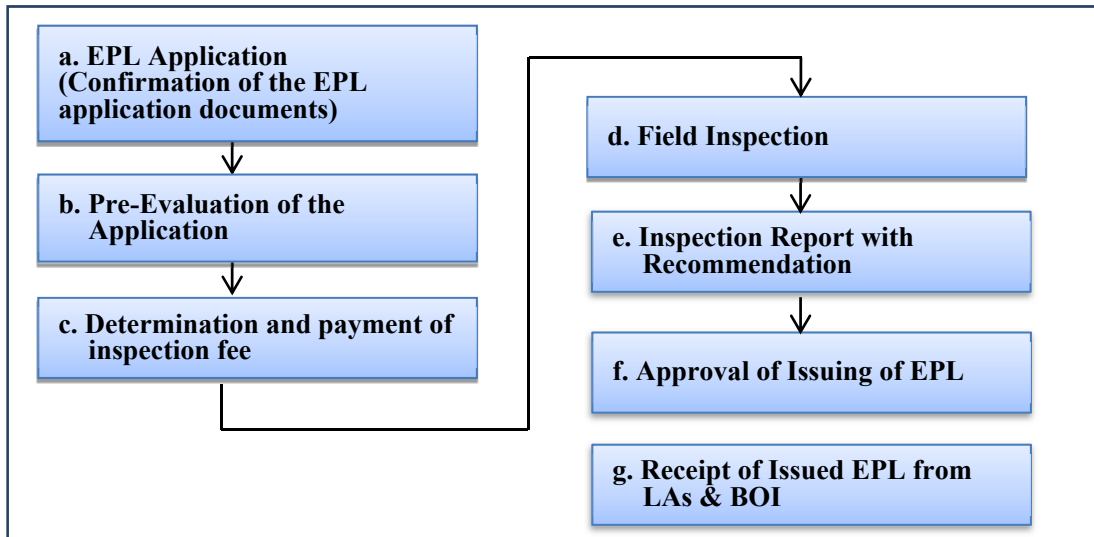 a. EPL Application
(Confirmation of the EPL
application documents)
b. Pre-Evaluation of the
Application
c. Determination and payment of
inspection fee
d. Field Inspection
e. Inspection Report with
Recommendation
f. Approval of Issuing of EPL
g. Receipt of Issued EPL from
LAs & BOI